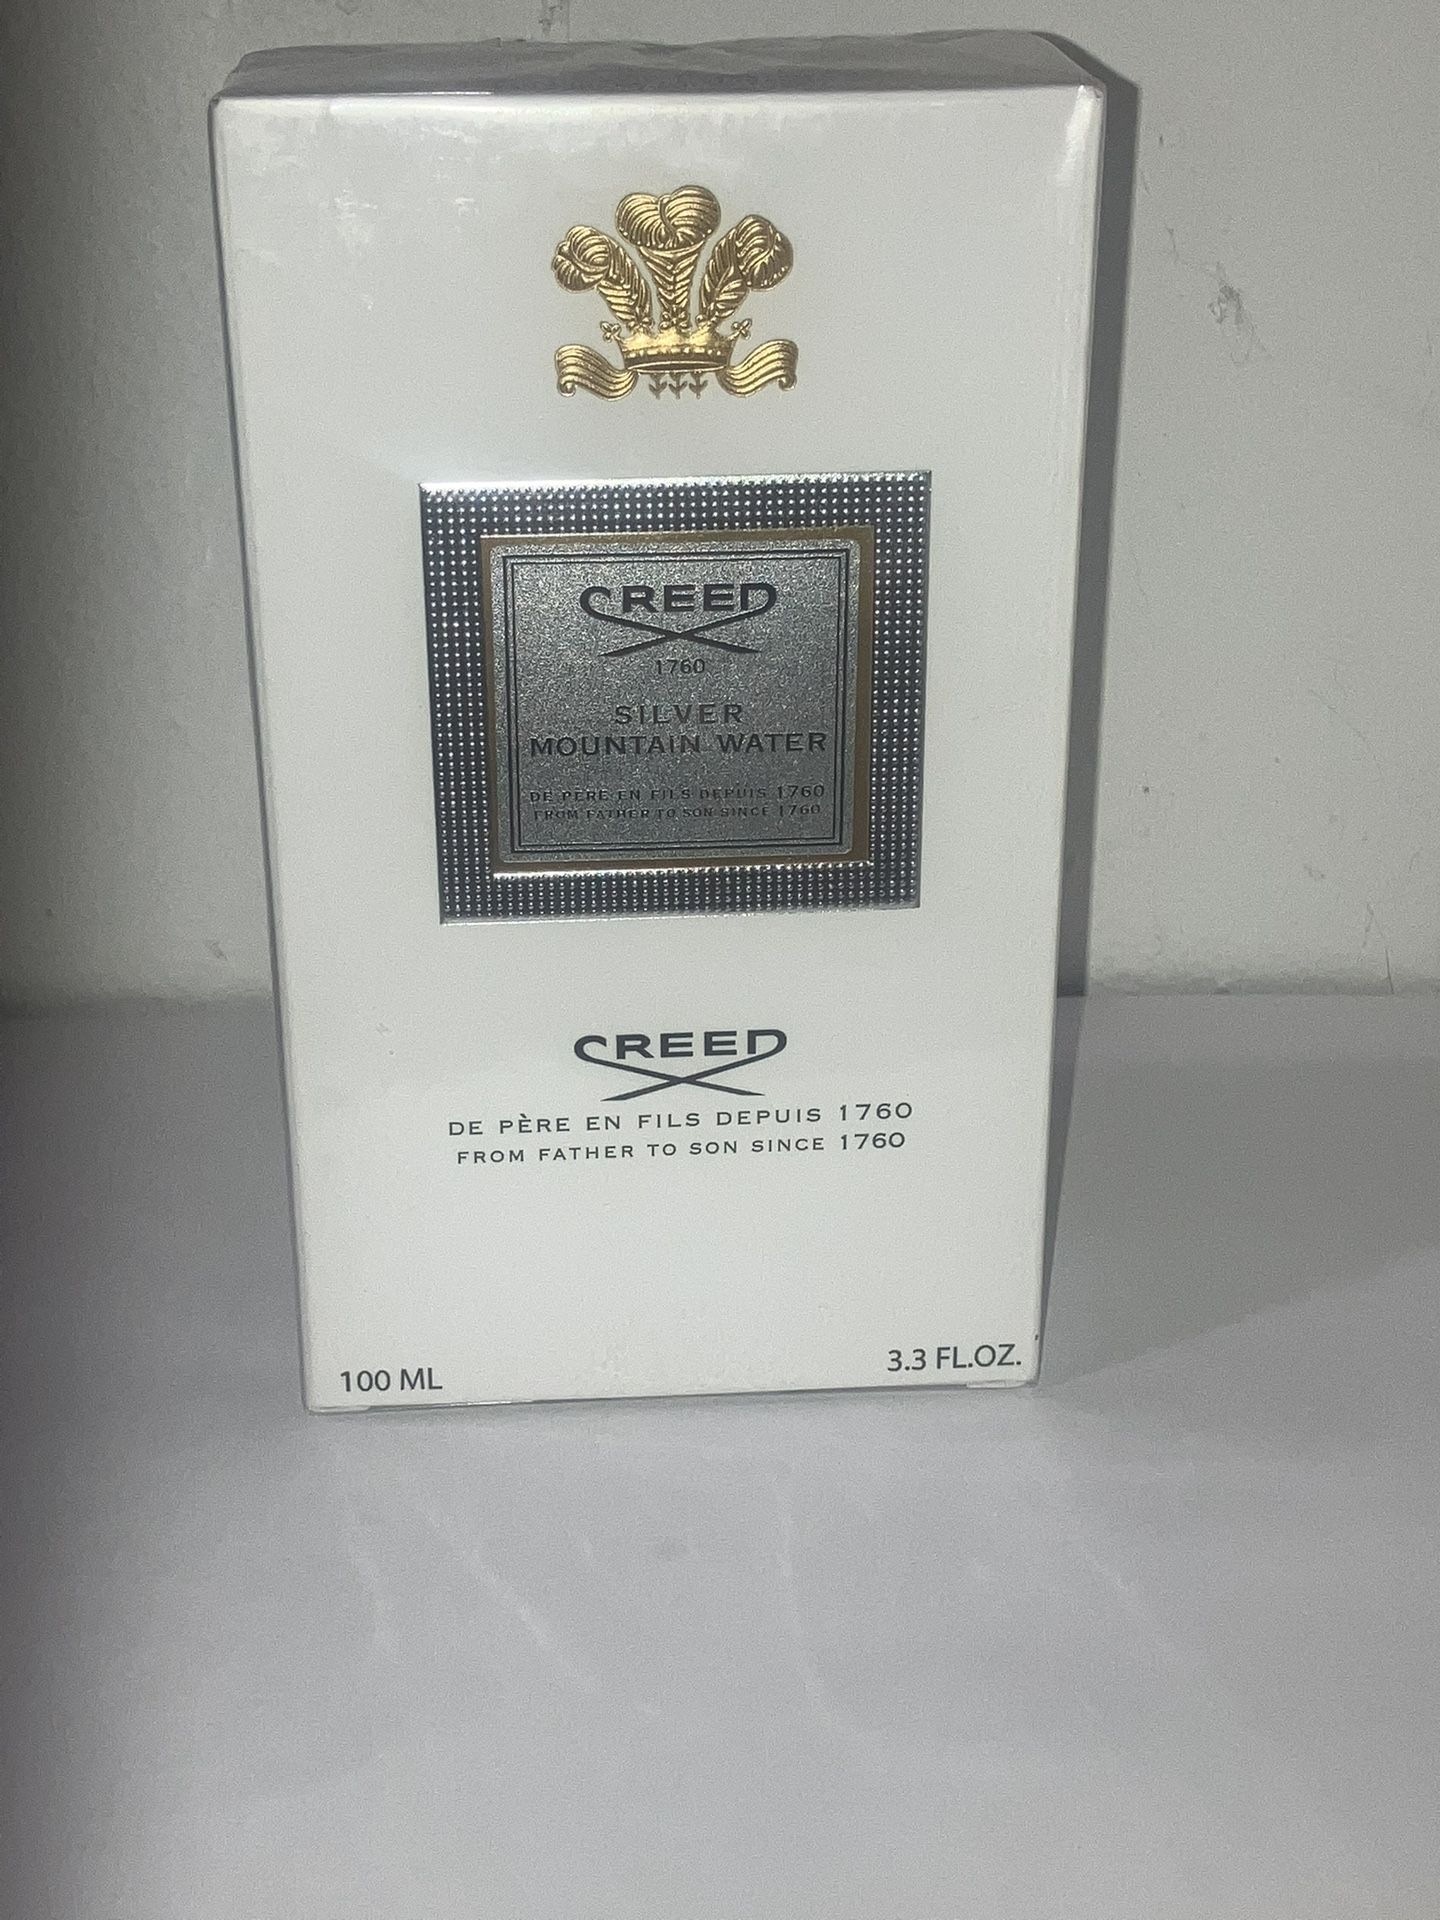 CREED
1760
SILVER
MOUNTAIN WATER
DE PÈRE EN FILS DEPUIS 1760
FROM FATHER TO SON SINCE 1760
CREED
DE PÈRE EN FILS DEPUIS 1760
FROM FATHER TO SON SINCE 1760
100 ML
3.3 FL.OZ.